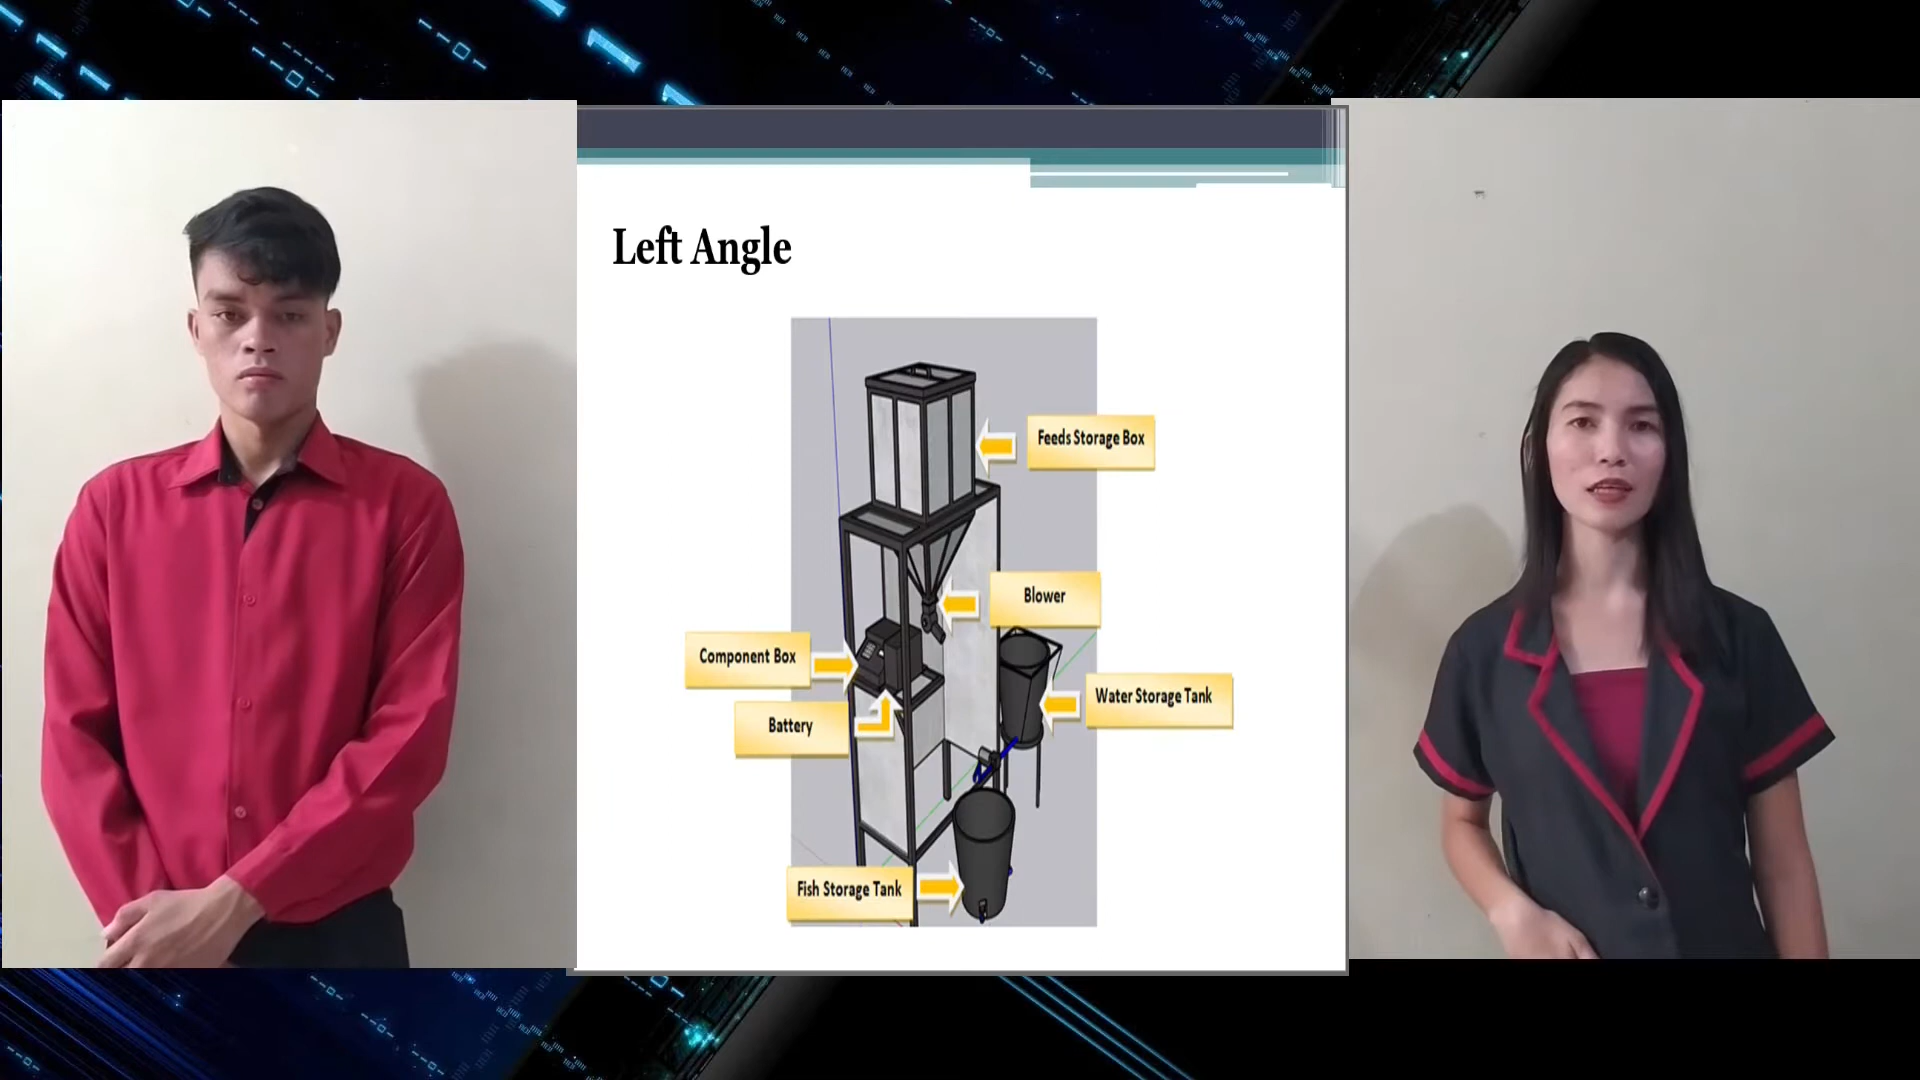 Left Angle
Feeds Storage Box
Blower
Component Box
Water Storage Tank
Battery
Fish Storage Tank